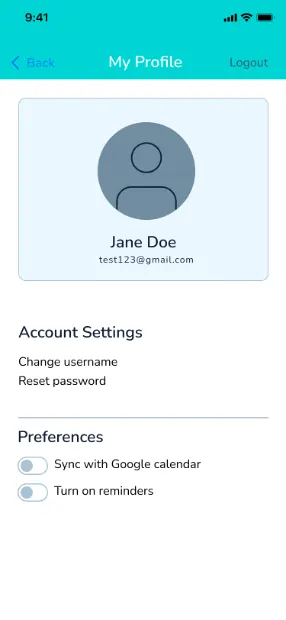 9:41
Back
My Profile
Logout
Jane Doe
test123@gmail.com
Account Settings
Change username
Reset password
Preferences
Sync with Google calendar
Turn on reminders